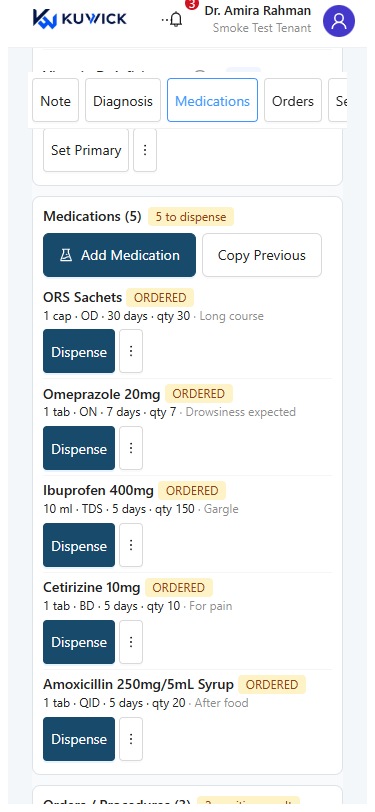 KUWICK
3
Dr. Amira Rahman
Smoke Test Tenant
Note
Diagnosis
Medications
Orders
Set Primary
Medications (5)
5 to dispense
Add Medication
Copy Previous
ORS Sachets ORDERED
1 cap · OD · 30 days · qty 30 · Long course
Dispense
Omeprazole 20mg ORDERED
1 tab · ON · 7 days · qty 7 · Drowsiness expected
Dispense
Ibuprofen 400mg ORDERED
10 ml · TDS · 5 days · qty 150 · Gargle
Dispense
Cetirizine 10mg ORDERED
1 tab · BD · 5 days · qty 10 · For pain
Dispense
Amoxicillin 250mg/5mL Syrup ORDERED
1 tab · QID · 5 days · qty 20 · After food
Dispense
Orders / Procedures